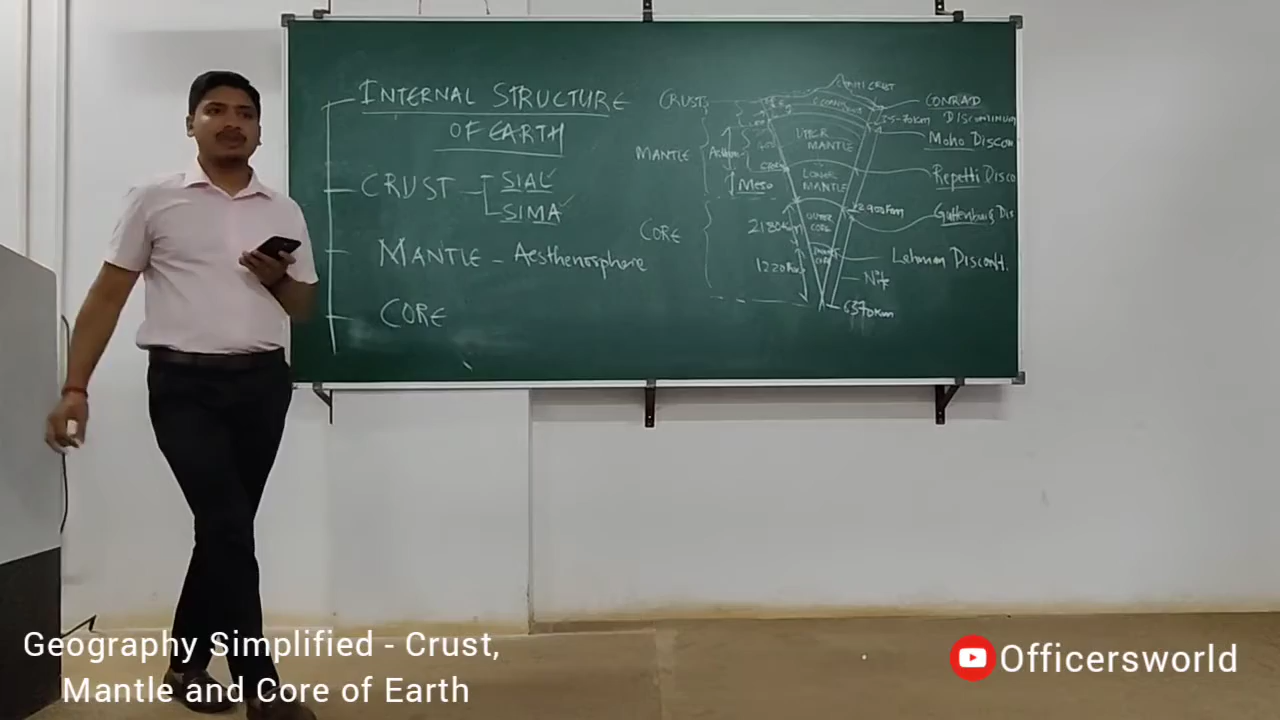 INTERNAL STRUCTURE
OF EARTH
CRUST
SIAL
SIMA
MANTLE - Aesthenosphere
CORE
CRUST
MANTLE
CORE
UPPER
MANTLE
LOWER
MANTLE
OUTER
CORE
Meso
2180km
1220km
CONRAD
35-70km
Moho Discon
Repetti Disco
2900km
Guttenburg Dis
Lehman Discont.
Nife
6370km
Geography Simplified - Crust,
Mantle and Core of Earth
Officersworld